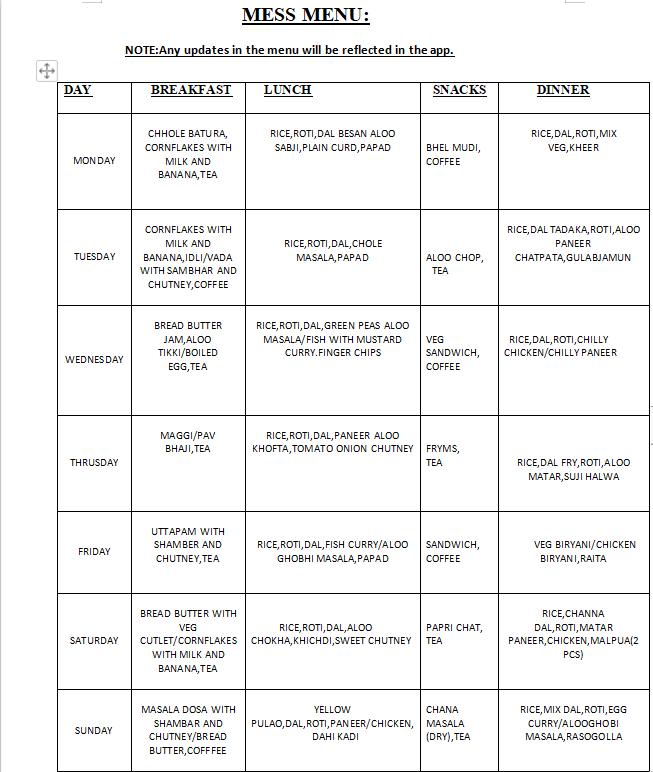 MESS MENU:
NOTE:Any updates in the menu will be reflected in the app.
DAY BREAKFAST LUNCH SNACKS DINNER
MONDAY
CHHOLE BATURA,
CORNFLAKES WITH
MILK AND
BANANA,TEA
RICE,ROTI,DAL BESAN ALOO
SABJI,PLAIN CURD,PAPAD
BHEL MUDI,
COFFEE
RICE,DAL,ROTI,MIX
VEG,KHEER
TUESDAY
CORNFLAKES WITH
MILK AND
BANANA,IDLI/VADA
WITH SAMBHAR AND
CHUTNEY,COFFEE
RICE,ROTI,DAL,CHOLE
MASALA,PAPAD
ALOO CHOP,
TEA
RICE,DAL TADAKA,ROTI,ALOO
PANEER
CHATPATA,GULABJAMUN
WEDNESDAY
BREAD BUTTER
JAM,ALOO
TIKKI/BOILED
EGG,TEA
RICE,ROTI,DAL,GREEN PEAS ALOO
MASALA/FISH WITH MUSTARD
CURRY.FINGER CHIPS
VEG
SANDWICH,
COFFEE
RICE,DAL,ROTI,CHILLY
CHICKEN/CHILLY PANEER
THRUSDAY
MAGGI/PAV
BHAJI,TEA
RICE,ROTI,DAL,PANEER ALOO
KHOFTA,TOMATO ONION CHUTNEY
FRYMS,
TEA
RICE,DAL FRY,ROTI,ALOO
MATAR,SUJI HALWA
FRIDAY
UTTAPAM WITH
SHAMBER AND
CHUTNEY,TEA
RICE,ROTI,DAL,FISH CURRY/ALOO
GHOBHI MASALA,PAPAD
SANDWICH,
COFFEE
VEG BIRYANI/CHICKEN
BIRYANI,RAITA
SATURDAY
BREAD BUTTER WITH
VEG
CUTLET/CORNFLAKES
WITH MILK AND
BANANA,TEA
RICE,ROTI,DAL,ALOO
CHOKHA,KHICHDI,SWEET CHUTNEY
PAPRI CHAT,
TEA
RICE,CHANNA
DAL,ROTI,MATAR
PANEER,CHICKEN,MALPUA(2
PCS)
SUNDAY
MASALA DOSA WITH
SHAMBAR AND
CHUTNEY/BREAD
BUTTER,COFFFEE
YELLOW
PULAO,DAL,ROTI,PANEER/CHICKEN,
DAHI KADI
CHANA
MASALA
(DRY),TEA
RICE,MIX DAL,ROTI,EGG
CURRY/ALOOGHOBI
MASALA,RASOGOLLA